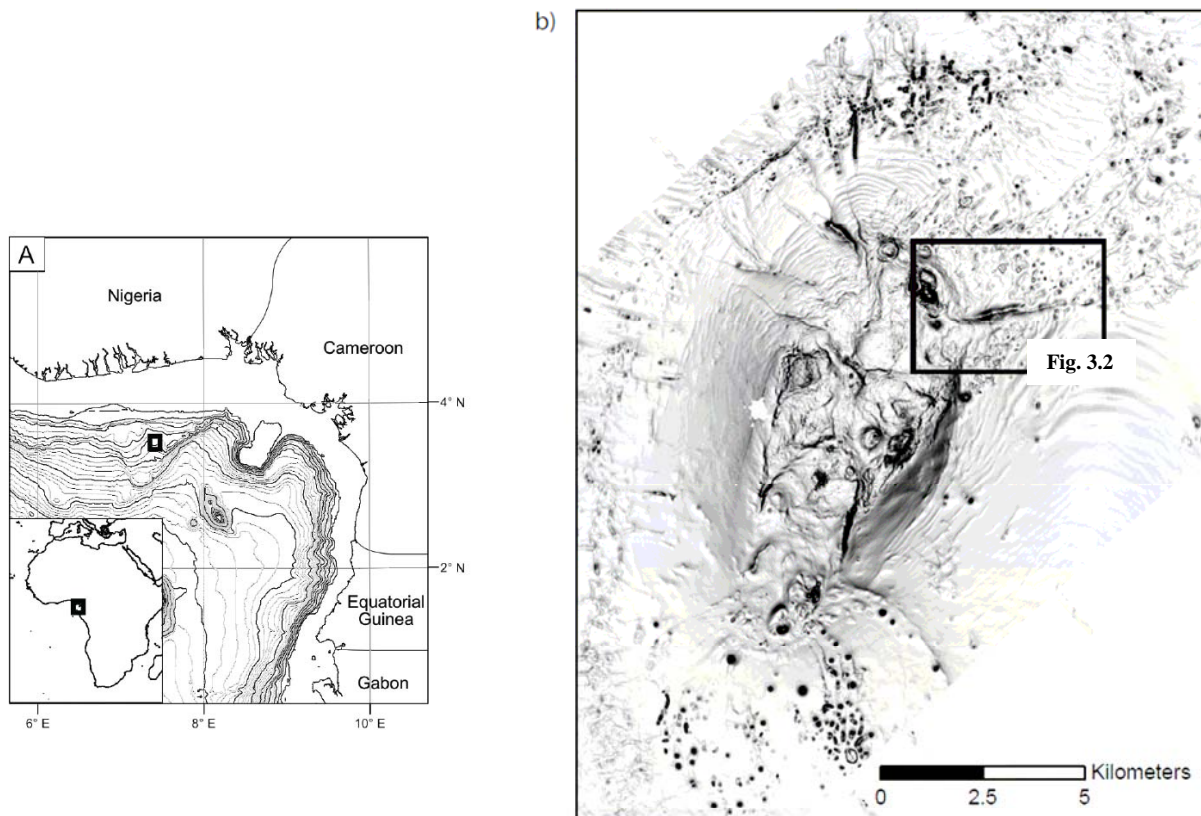 A
Nigeria
Cameroon
4° N
2° N
Equatorial
Guinea
Gabon
6° E
8° E
10° E
b)
Fig. 3.2
Kilometers
0
2.5
5